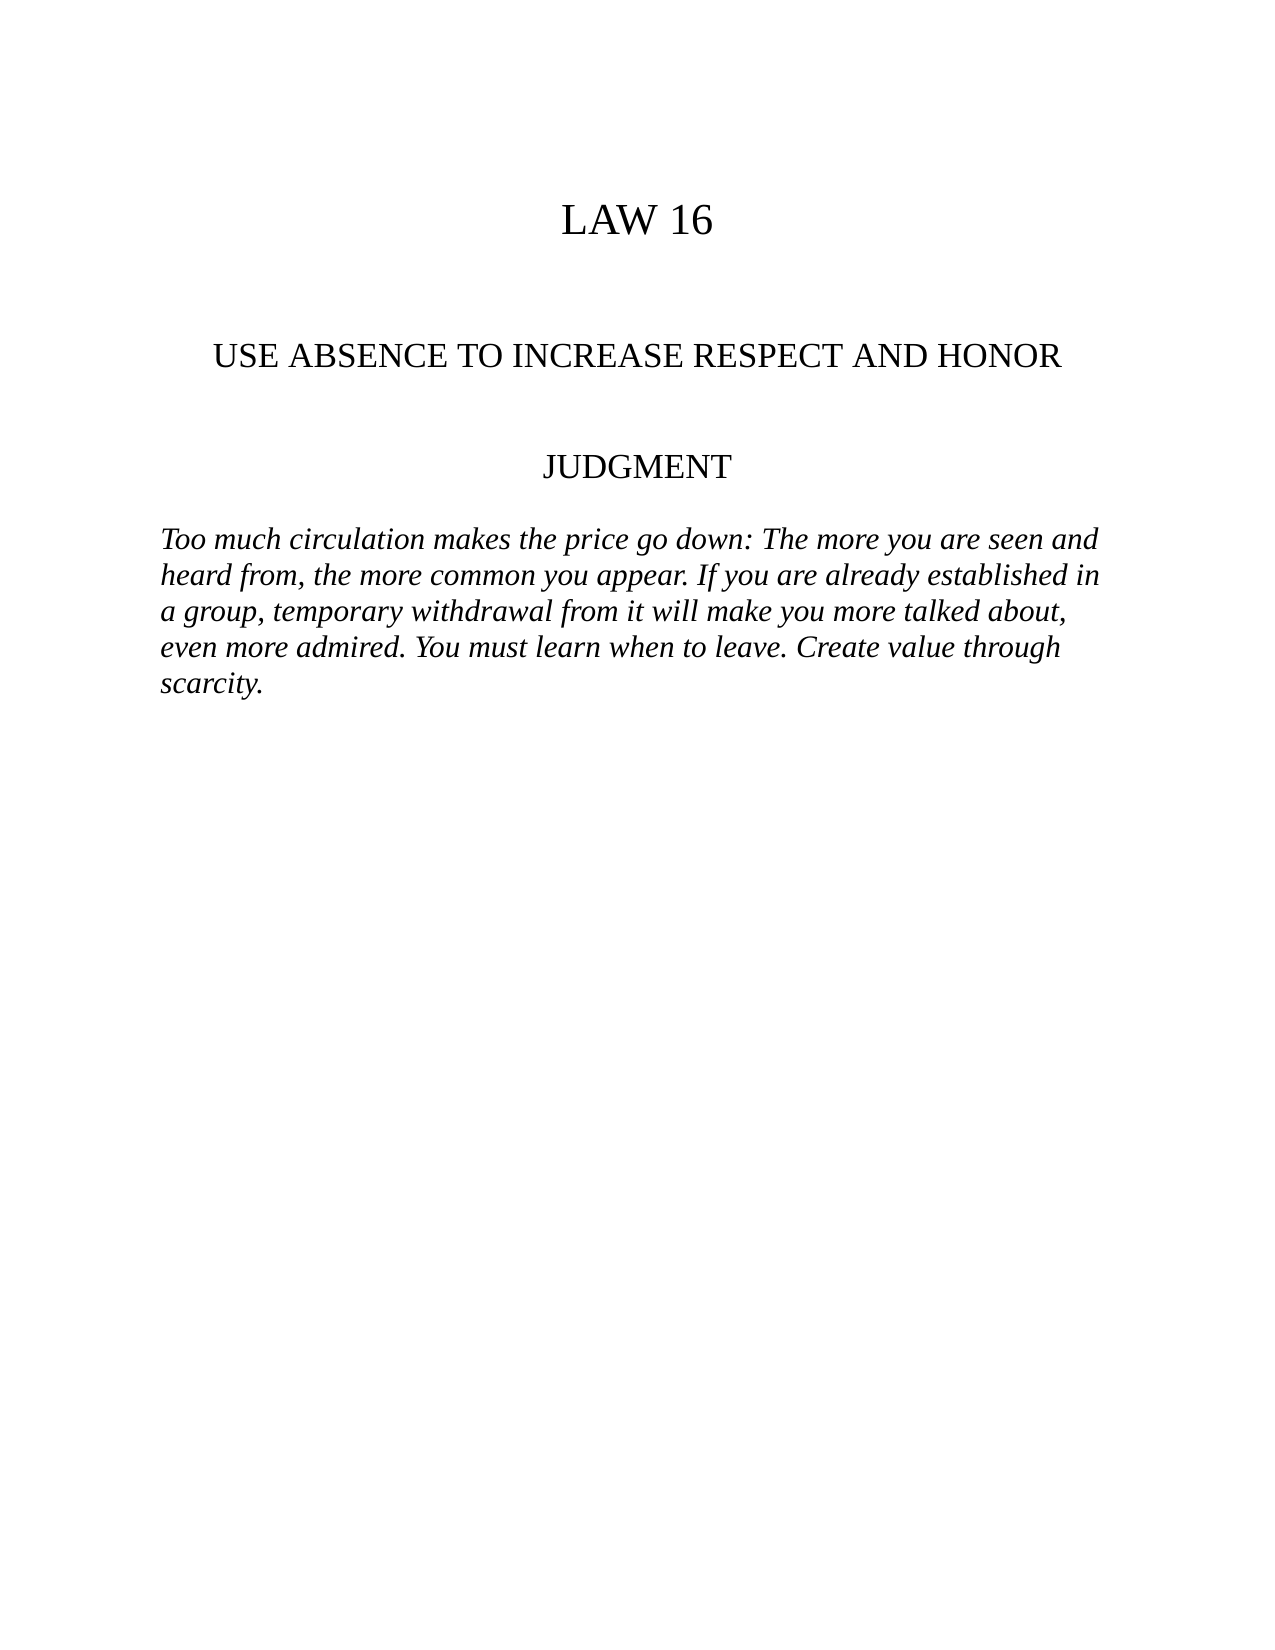 LAW 16
USE ABSENCE TO INCREASE RESPECT AND HONOR
JUDGMENT
Too much circulation makes the price go down: The more you are seen and
heard from, the more common you appear. If you are already established in
a group, temporary withdrawal from it will make you more talked about,
even more admired. You must learn when to leave. Create value through
scarcity.